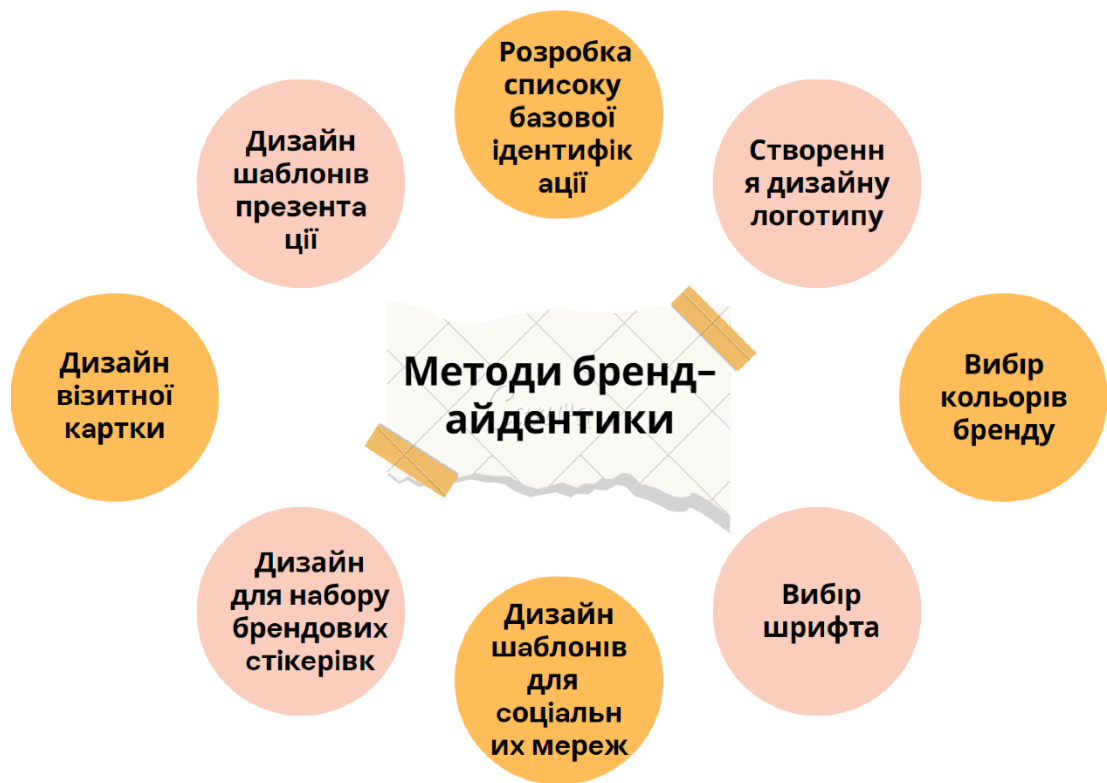 Розробка
списоку
базової
ідентифік
ації
Створенн
я дизайну
логотипу
Вибір
кольорів
бренду
Вибір
шрифта
Дизайн
шаблонів
для
соціальн
их мереж
Дизайн
для набору
брендових
стікерівк
Дизайн
візитної
картки
Дизайн
шаблонів
презента
ції
Методи бренд–
айдентики